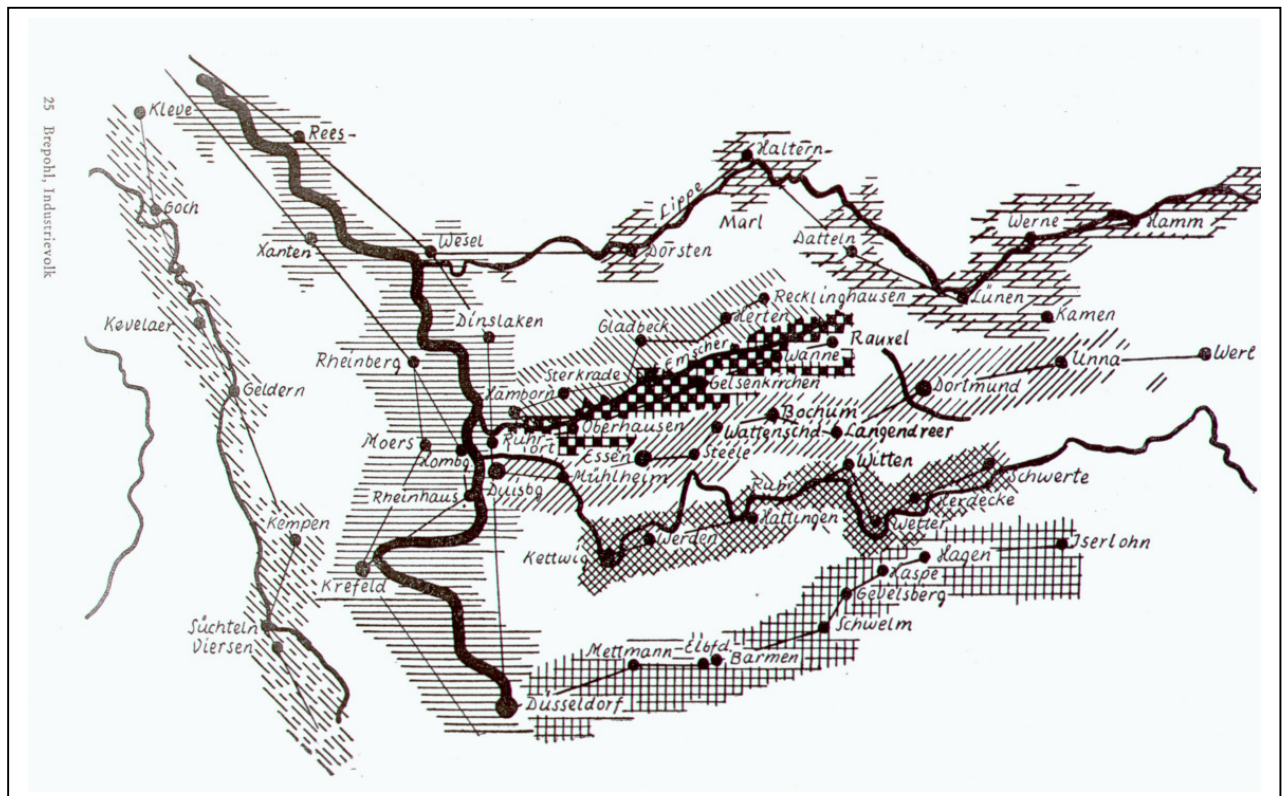 25 Brepohl, Industrievolk
Kleve
Rees
Haltern
Lippe
Goch
Marl
Werne
Hamm
Xanten
Wesel
Dorsten
Datteln
Lünen
Recklinghausen
Kevelaer
Dinslaken
Gladbeck
Herten
Kamen
Rheinberg
Emscher
Wanne
Rauxel
Unna
Werl
Geldern
Sterkrade
Gelsenkirchen
Dortmund
Hamborn
Bochum
Moers
Ruhr-
ort
Oberhausen
Wattenschd
Langendreer
Hombg
Essen
Steele
Witten
Rheinhaus
Duisbg
Mühlheim
Ruhr
Schwerte
Herdecke
Kempen
Kettwig
Werden
Hattingen
Wetter
Krefeld
Hagen
Iserlohn
Haspe
Gevelsberg
Süchteln
Viersen
Schwelm
Mettmann
Elbfd.
Barmen
Düsseldorf